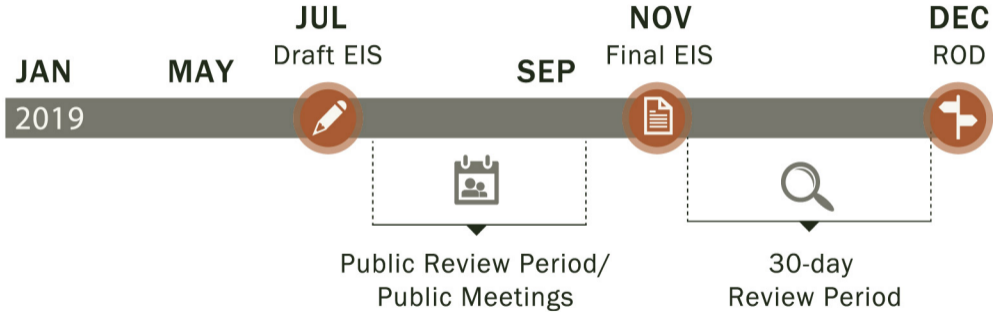 JUL
Draft EIS
NOV
Final EIS
DEC
ROD
JAN
MAY
SEP
2019
Public Review Period/
Public Meetings
30-day
Review Period